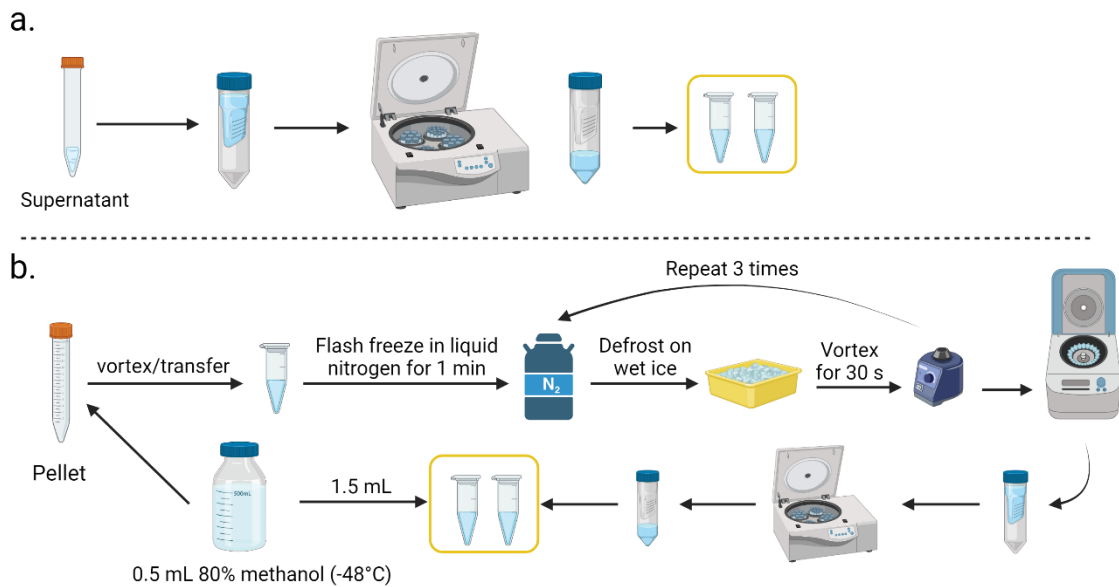 a.
Supernatant
b.
Repeat 3 times
vortex/transfer
Flash freeze in liquid
nitrogen for 1 min
N₂
Defrost on
wet ice
Vortex
for 30 s
Pellet
500mL
1.5 mL
0.5 mL 80% methanol (-48°C)